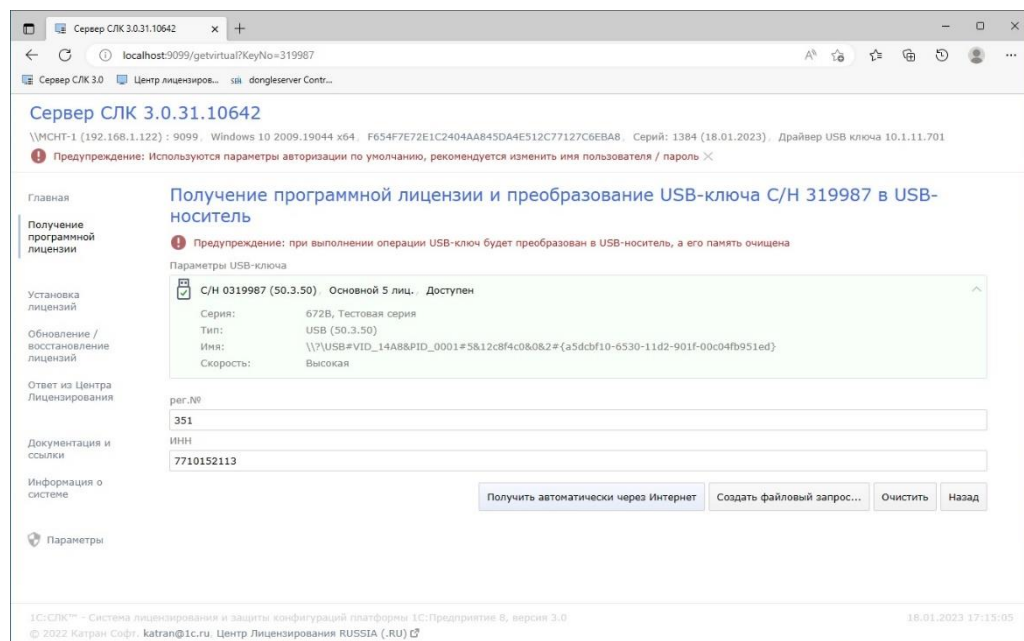 Сервер СЛК 3.0.31.10642
localhost:9099/getvirtual?KeyNo=319987
Сервер СЛК 3.0 Центр лицензиров... dongleserver Contr...
Сервер СЛК 3.0.31.10642
\\MCHT-1 (192.168.1.122) : 9099, Windows 10 2009.19044 x64, F654F7E72E1C2404AA845DA4E512C77127C6EBA8, Серий: 1384 (18.01.2023), Драйвер USB ключа 10.1.11.701
Предупреждение: Используются параметры авторизации по умолчанию, рекомендуется изменить имя пользователя / пароль
Главная
Получение
программной
лицензии
Установка
лицензий
Обновление /
восстановление
лицензий
Ответ из Центра
Лицензирования
Документация и
ссылки
Информация о
системе
Параметры
Получение программной лицензии и преобразование USB-ключа С/Н 319987 в USB-
носитель
Предупреждение: при выполнении операции USB-ключ будет преобразован в USB-носитель, а его память очищена
Параметры USB-ключа
С/Н 0319987 (50.3.50), Основной 5 лиц., Доступен
Серия: 672B, Тестовая серия
Тип: USB (50.3.50)
Имя: \\?\USB#VID_14A8&PID_0001#5&12c8f4c0&0&2#{a5dcbf10-6530-11d2-901f-00c04fb951ed}
Скорость: Высокая
рег.№
351
ИНН
7710152113
Получить автоматически через Интернет Создать файловый запрос... Очистить Назад
1С:СЛК™ - Система лицензирования и защиты конфигураций платформы 1С:Предприятие 8, версия 3.0 18.01.2023 17:15:05
© 2022 Катран Софт, katran@1c.ru, Центр Лицензирования RUSSIA (.RU)